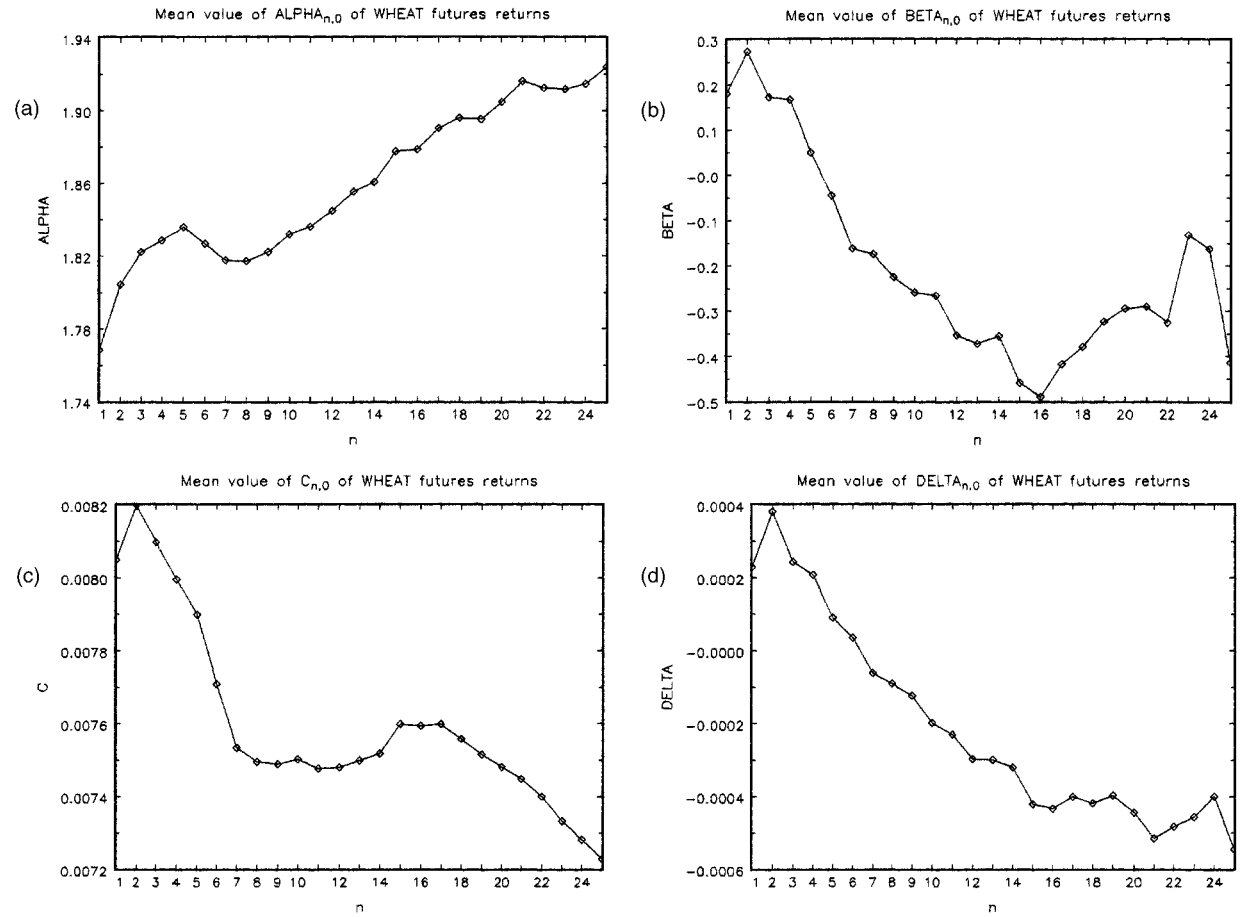 Mean value of ALPHA_{n,0} of WHEAT futures returns
(a)
ALPHA
1.94
1.90
1.86
1.82
1.78
1.74
1 2 3 4 5 6 7 8 9 10 12 14 16 18 20 22 24
n
Mean value of BETA_{n,0} of WHEAT futures returns
(b)
BETA
0.3
0.2
0.1
-0.0
-0.1
-0.2
-0.3
-0.4
-0.5
1 2 3 4 5 6 7 8 9 10 12 14 16 18 20 22 24
n
Mean value of C_{n,0} of WHEAT futures returns
(c)
C
0.0082
0.0080
0.0078
0.0076
0.0074
0.0072
1 2 3 4 5 6 7 8 9 10 12 14 16 18 20 22 24
n
Mean value of DELTA_{n,0} of WHEAT futures returns
(d)
DELTA
0.0004
0.0002
-0.0000
-0.0002
-0.0004
-0.0006
1 2 3 4 5 6 7 8 9 10 12 14 16 18 20 22 24
n